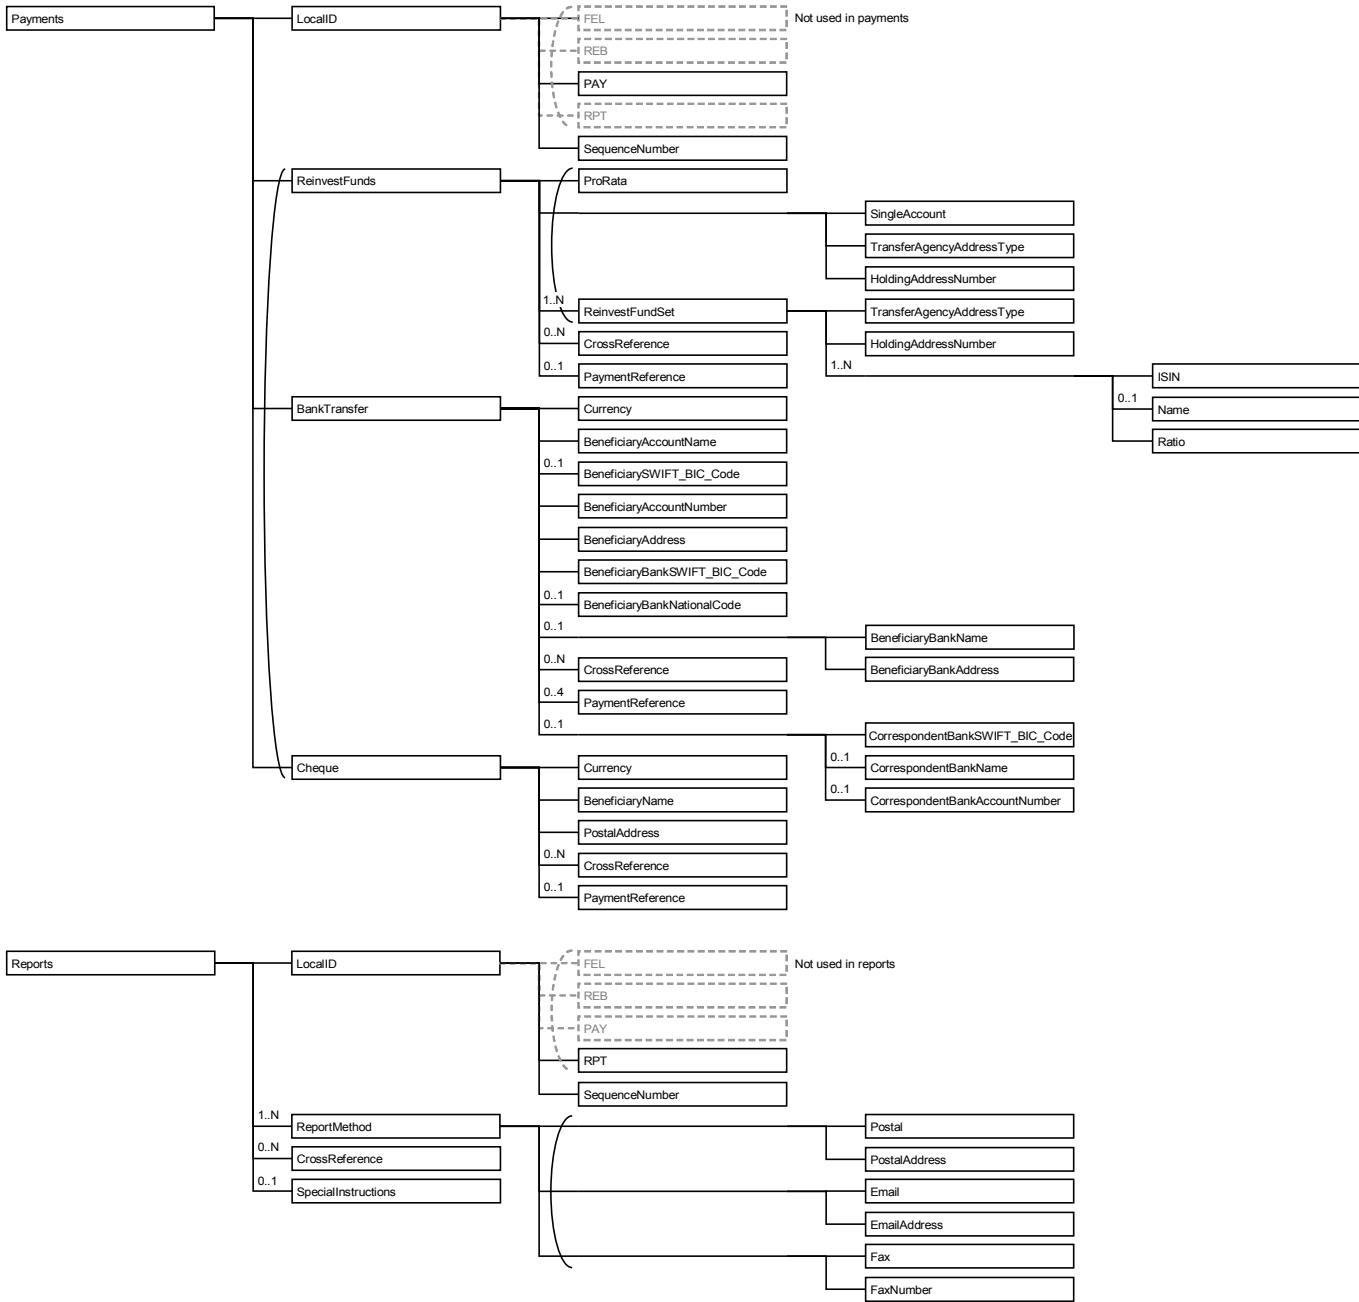 Payments
LocalID
FEL
Not used in payments
REB
PAY
RPT
SequenceNumber
ReinvestFunds
ProRata
SingleAccount
TransferAgencyAddressType
HoldingAddressNumber
1..N
ReinvestFundSet
TransferAgencyAddressType
0..N
CrossReference
HoldingAddressNumber
0..1
PaymentReference
1..N
ISIN
BankTransfer
Currency
0..1
Name
BeneficiaryAccountName
Ratio
0..1
BeneficiarySWIFT_BIC_Code
BeneficiaryAccountNumber
BeneficiaryAddress
BeneficiaryBankSWIFT_BIC_Code
0..1
BeneficiaryBankNationalCode
0..1
BeneficiaryBankName
0..N
CrossReference
BeneficiaryBankAddress
0..4
PaymentReference
0..1
CorrespondentBankSWIFT_BIC_Code
Cheque
Currency
0..1
CorrespondentBankName
BeneficiaryName
0..1
CorrespondentBankAccountNumber
PostalAddress
0..N
CrossReference
0..1
PaymentReference
Reports
LocalID
FEL
Not used in reports
REB
PAY
RPT
SequenceNumber
1..N
ReportMethod
Postal
0..N
CrossReference
PostalAddress
0..1
SpecialInstructions
Email
EmailAddress
Fax
FaxNumber